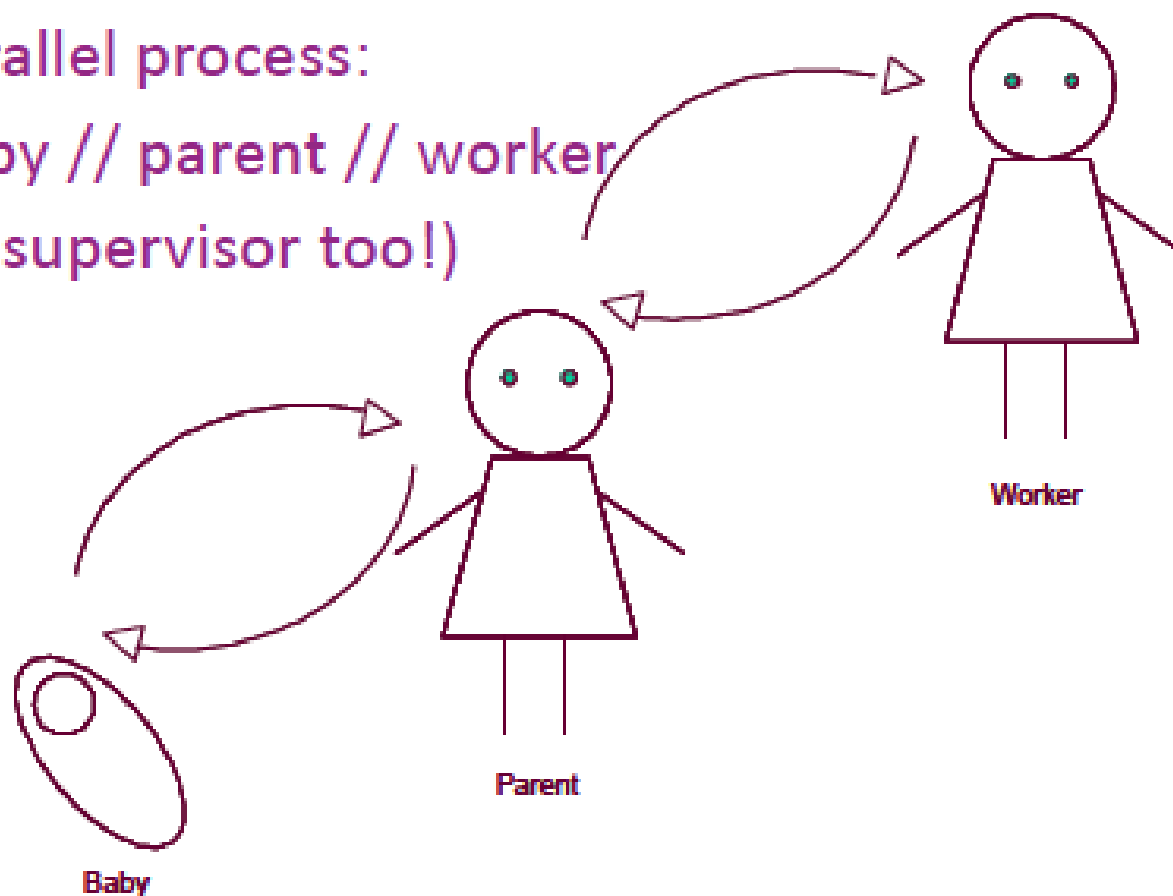 allel process:
by // parent // worker
supervisor too!)
Worker
Parent
Baby